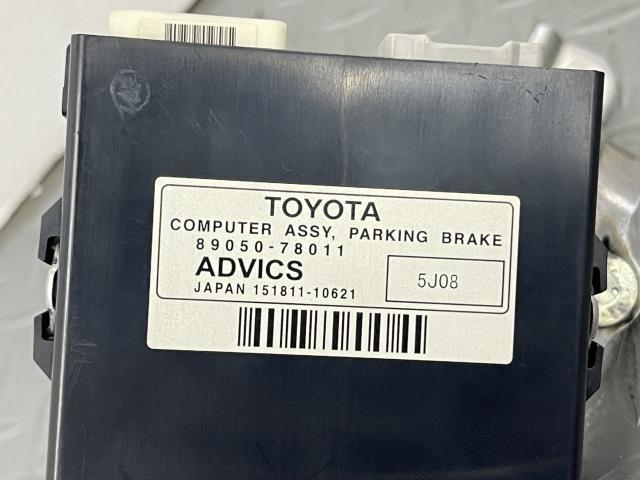 TOYOTA
COMPUTER ASSY, PARKING BRAKE
89050-78011
ADVICS
5J08
JAPAN 151811-10621